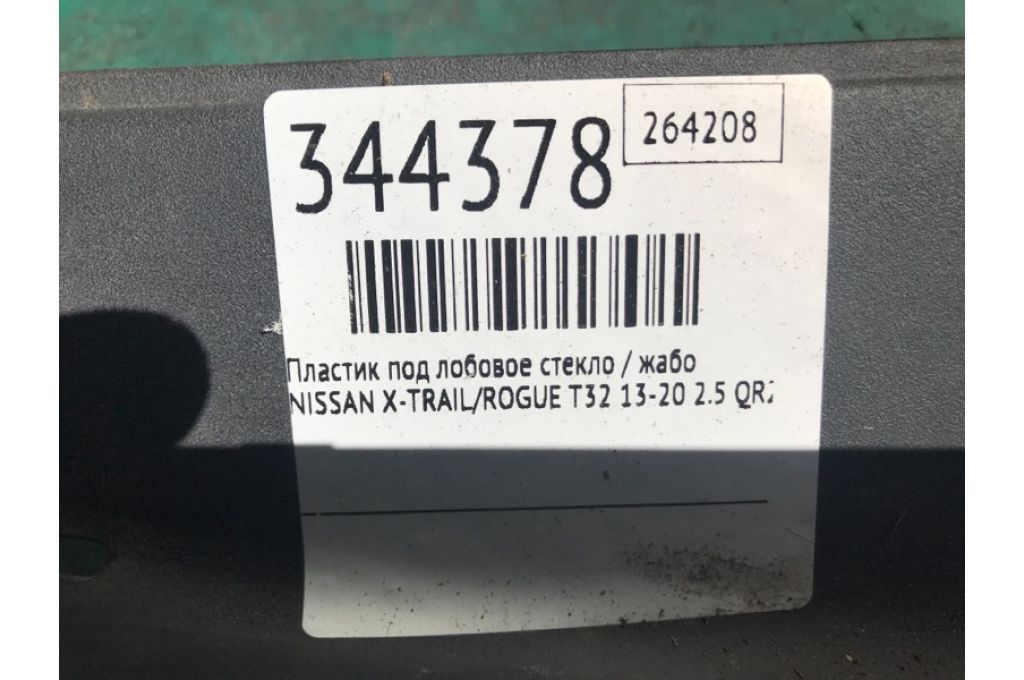 344378
264208
Пластик под лобовое стекло / жабо
NISSAN X-TRAIL/ROGUE T32 13-20 2.5